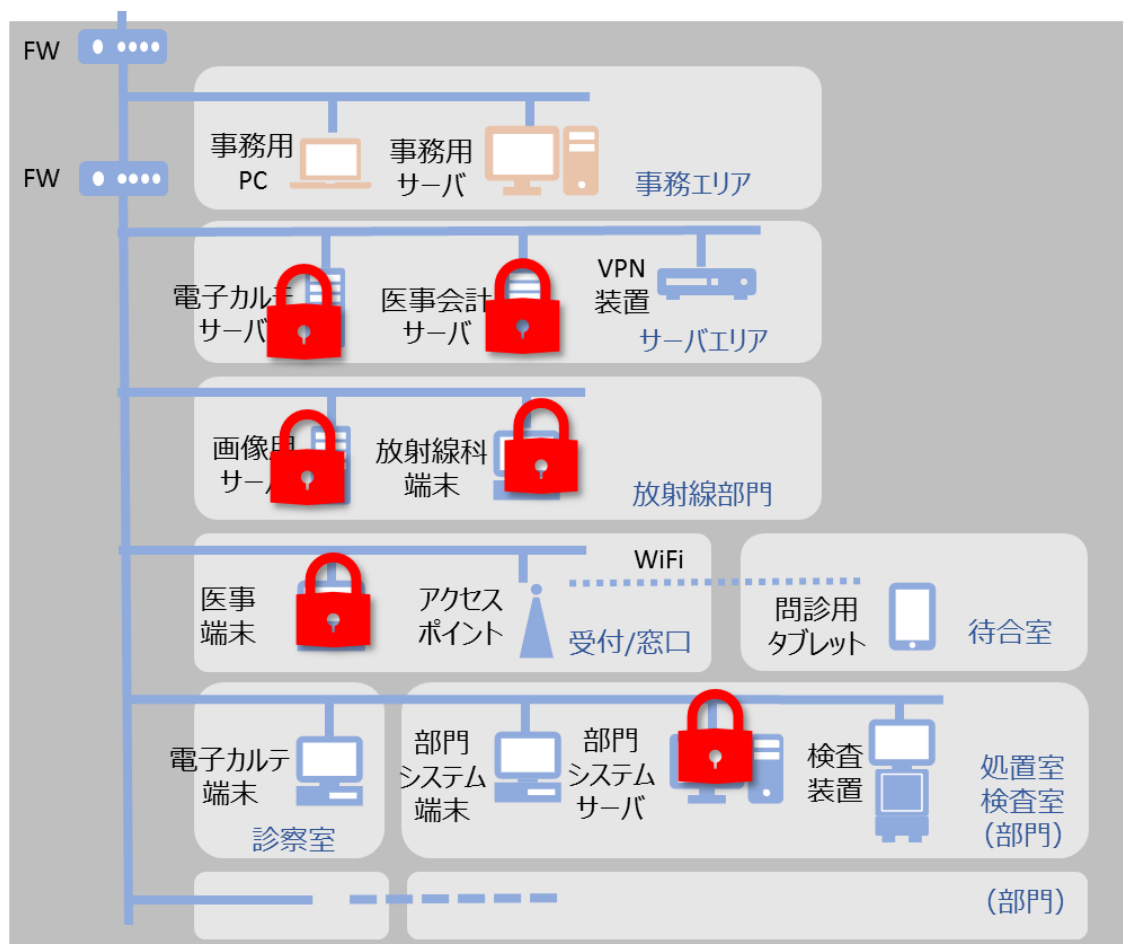 FW
事務用
PC
事務用
サーバ
事務エリア
FW
電子カルテ
サーバ
医事会計
サーバ
VPN
装置
サーバエリア
画像用
サーバ
放射線科
端末
放射線部門
医事
端末
アクセス
ポイント
WiFi
受付/窓口
問診用
タブレット
待合室
電子カルテ
端末
診察室
部門
システム
端末
部門
システム
サーバ
検査
装置
処置室
検査室
(部門)
(部門)